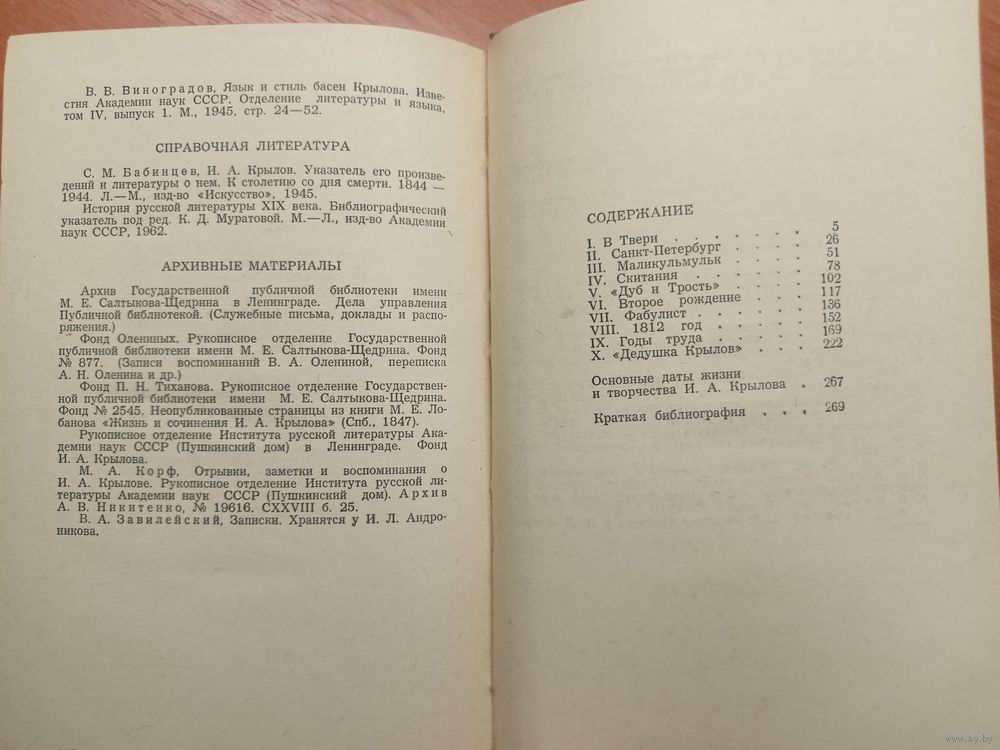 В. В. Виноградов, Язык и стиль басен Крылова. Изве-
стия Академии наук СССР. Отделение литературы и языка,
том IV, выпуск 1. М., 1945, стр. 24—52.
СПРАВОЧНАЯ ЛИТЕРАТУРА
С. М. Бабинцев, И. А. Крылов. Указатель его произве-
дений и литературы о нем. К столетию со дня смерти. 1844 —
1944. Л.—М., изд-во «Искусство», 1945.
История русской литературы XIX века. Библиографический
указатель под ред. К. Д. Муратовой. М.—Л., изд-во Академии
наук СССР, 1962.
АРХИВНЫЕ МАТЕРИАЛЫ
Архив Государственной публичной библиотеки имени
М. Е. Салтыкова-Щедрина в Ленинграде. Дела управления
Публичной библиотекой. (Служебные письма, доклады и распо-
ряжения.)
Фонд Олениных. Рукописное отделение Государственной
публичной библиотеки имени М. Е. Салтыкова-Щедрина. Фонд
№ 877. (Записи воспоминаний В. А. Олениной, переписка
А. Н. Оленина и др.)
Фонд П. Н. Тиханова. Рукописное отделение Государствен-
ной публичной библиотеки имени М. Е. Салтыкова-Щедрина.
Фонд № 2545. Неопубликованные страницы из книги М. Е. Ло-
банова «Жизнь и сочинения И. А. Крылова» (Спб., 1847).
Рукописное отделение Института русской литературы Ака-
демии наук СССР (Пушкинский дом) в Ленинграде. Фонд
И. А. Крылова.
М. А. Корф, Отрывки, заметки и воспоминания о
И. А. Крылове. Рукописное отделение Института русской ли-
тературы Академии наук СССР (Пушкинский дом). Архив
А. В. Никитенко, № 19616. CXXVIII б. 25.
В. А. Завилейский, Записки. Хранятся у И. Л. Андро-
никова.
СОДЕРЖАНИЕ
I. В Твери . . . . . . . 5
II. Санкт-Петербург . . . . 26
III. Маликульмульк . . . . 51
IV. Скитания . . . . . . 78
V. «Дуб и Трость» . . . . 102
VI. Второе рождение . . . 117
VII. Фабулист . . . . . 136
VIII. 1812 год . . . . . 152
IX. Годы труда . . . . . 169
X. «Дедушка Крылов» . . . 222
Основные даты жизни
и творчества И. А. Крылова . 267
Краткая библиография . . . 269
www.ay.by